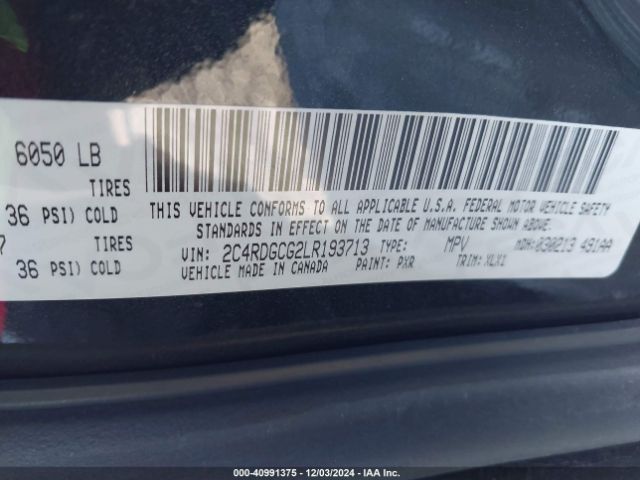 6050 LB
TIRES
36 PSI) COLD
7
TIRES
36 PSI) COLD
THIS VEHICLE CONFORMS TO ALL APPLICABLE U.S.A. FEDERAL MOTOR VEHICLE SAFETY
STANDARDS IN EFFECT ON THE DATE OF MANUFACTURE SHOWN ABOVE.
VIN: 2C4RDGCG2LR193713 TYPE: MPV MDH:030213 491AA
VEHICLE MADE IN CANADA PAINT: PXR TRIM: XLX1
000-40991375 - 12/03/2024 - IAA Inc.